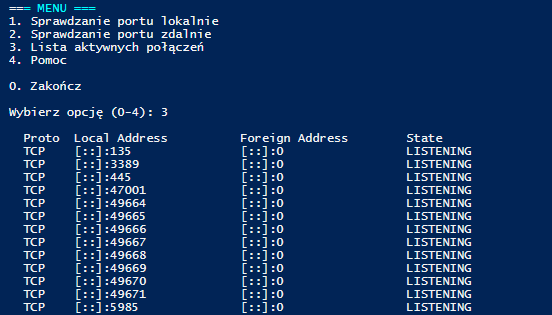 === MENU ===
1. Sprawdzanie portu lokalnie
2. Sprawdzanie portu zdalnie
3. Lista aktywnych połączeń
4. Pomoc
0. Zakończ
Wybierz opcję (0-4): 3
Proto  Local Address          Foreign Address        State
TCP    [::]:135               [::]:0                 LISTENING
TCP    [::]:3389              [::]:0                 LISTENING
TCP    [::]:445               [::]:0                 LISTENING
TCP    [::]:47001             [::]:0                 LISTENING
TCP    [::]:49664             [::]:0                 LISTENING
TCP    [::]:49665             [::]:0                 LISTENING
TCP    [::]:49666             [::]:0                 LISTENING
TCP    [::]:49667             [::]:0                 LISTENING
TCP    [::]:49668             [::]:0                 LISTENING
TCP    [::]:49669             [::]:0                 LISTENING
TCP    [::]:49670             [::]:0                 LISTENING
TCP    [::]:49671             [::]:0                 LISTENING
TCP    [::]:5985              [::]:0                 LISTENING